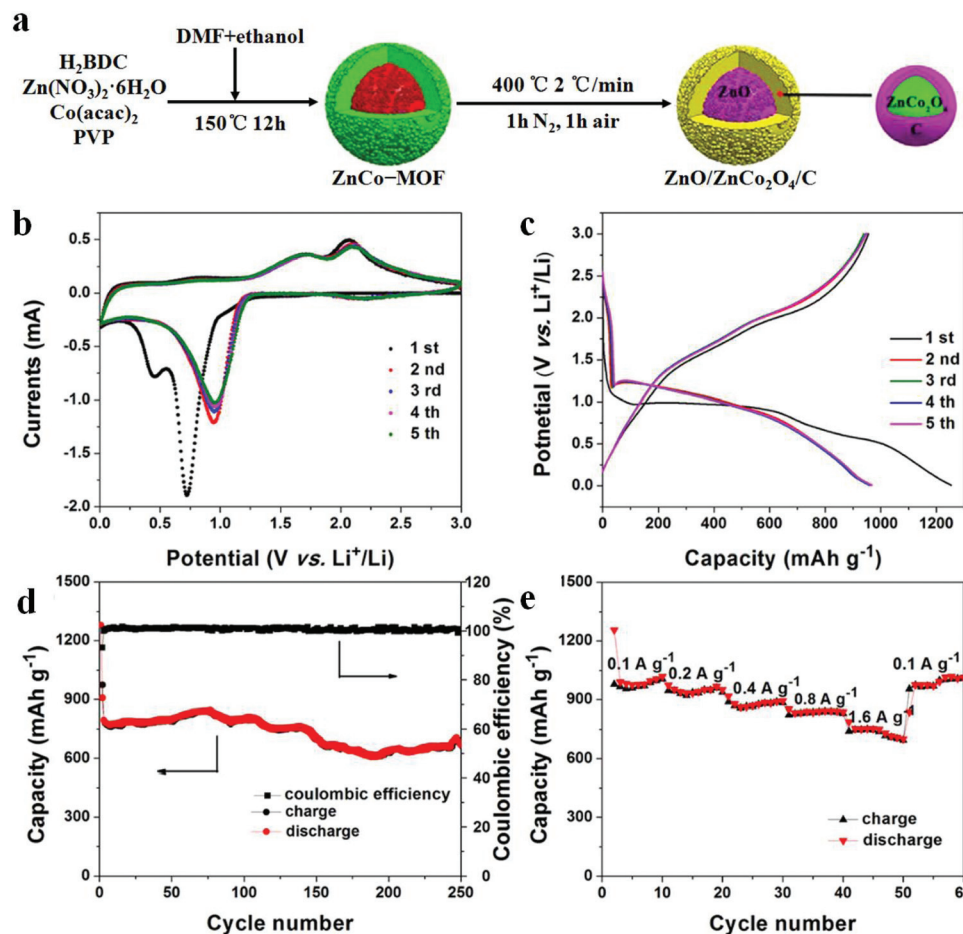 a
H₂BDC
Zn(NO₃)₂·6H₂O
Co(acac)₂
PVP
DMF+ethanol
150℃ 12h
ZnCo−MOF
400 ℃ 2 ℃/min
1h N₂, 1h air
ZnO
ZnO/ZnCo₂O₄/C
ZnCo₂O₄
C
b
Currents (mA)
0.5
0.0
-0.5
-1.0
-1.5
-2.0
1 st
2 nd
3 rd
4 th
5 th
0.0 0.5 1.0 1.5 2.0 2.5 3.0
Potential (V vs. Li⁺/Li)
c
Potnetial (V vs. Li⁺/Li)
3.0
2.5
2.0
1.5
1.0
0.5
0.0
1 st
2 nd
3 rd
4 th
5 th
0 200 400 600 800 1000 1200
Capacity (mAh g⁻¹)
d
Capacity (mAh g⁻¹)
1500
1200
900
600
300
0
coulombic efficiency
charge
discharge
120
100
80
60
40
20
0
Coulombic efficiency (%)
0 50 100 150 200 250
Cycle number
e
Capacity (mAh g⁻¹)
1500
1200
900
600
300
0
0.1 A g⁻¹
0.2 A g⁻¹
0.4 A g⁻¹
0.8 A g⁻¹
1.6 A g⁻¹
0.1 A g⁻¹
charge
discharge
0 10 20 30 40 50
Cycle number